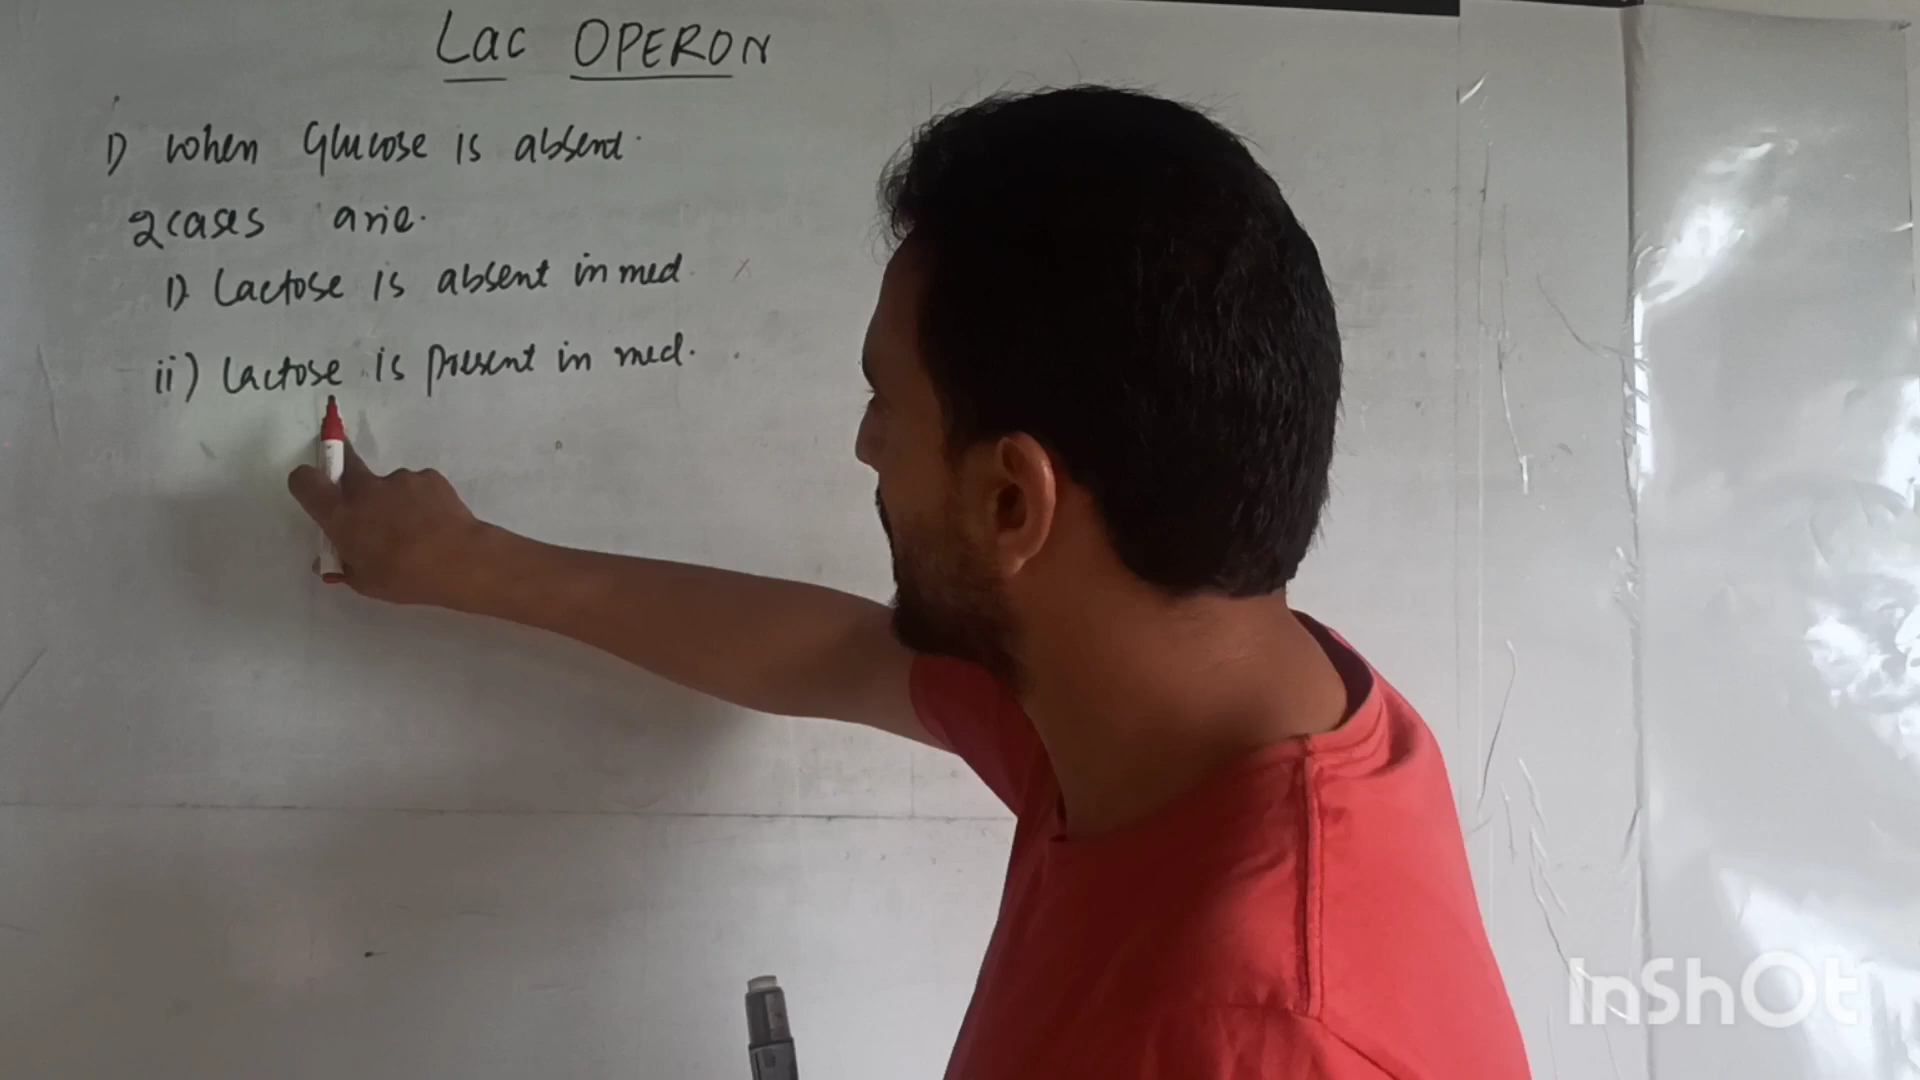 Lac OPERON
1) when Glucose is absent.
2 cases arie.
1). Lactose is absent in med.
ii) Lactose is present in med.
InShOt